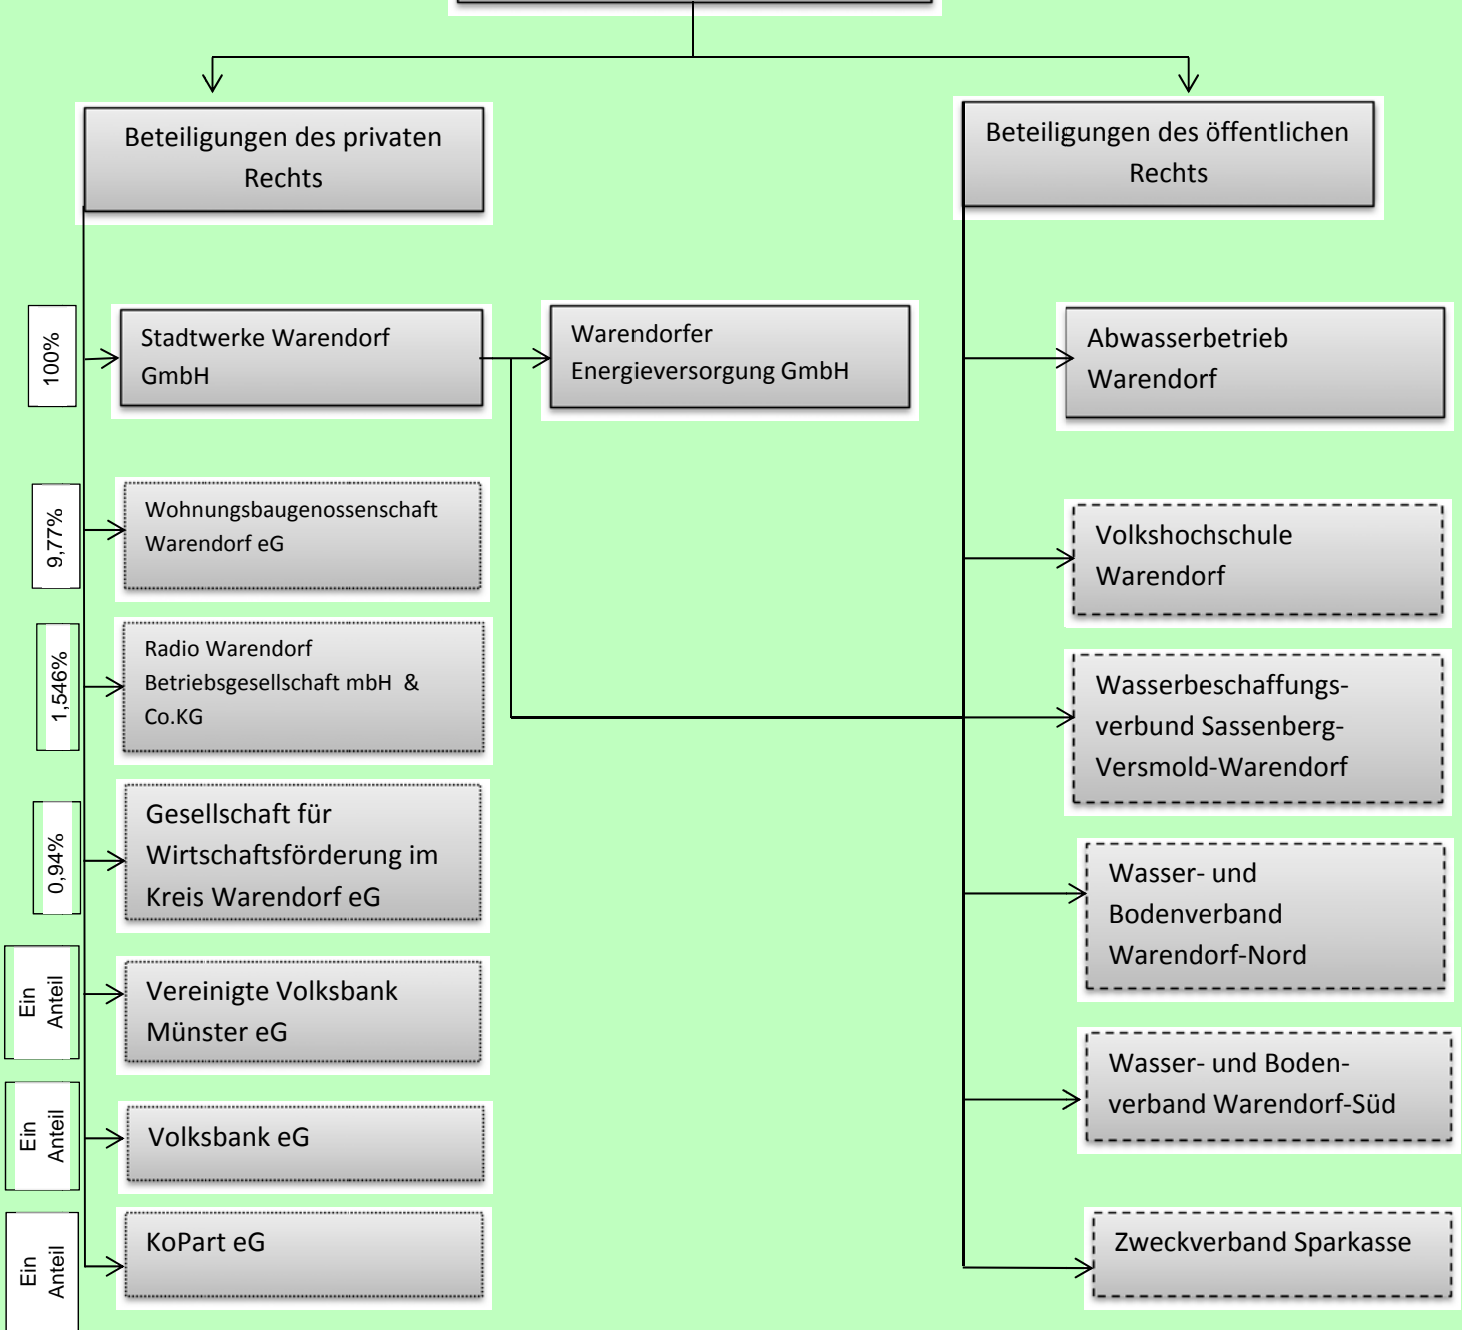 Beteiligungen des privaten
Rechts
Beteiligungen des öffentlichen
Rechts
100%
Stadtwerke Warendorf
GmbH
Warendorfer
Energieversorgung GmbH
Abwasserbetrieb
Warendorf
9,77%
Wohnungsbaugenossenschaft
Warendorf eG
Volkshochschule
Warendorf
1,546%
Radio Warendorf
Betriebsgesellschaft mbH &
Co.KG
Wasserbeschaffungs-
verbund Sassenberg-
Versmold-Warendorf
0,94%
Gesellschaft für
Wirtschaftsförderung im
Kreis Warendorf eG
Wasser- und
Bodenverband
Warendorf-Nord
Ein
Anteil
Vereinigte Volksbank
Münster eG
Wasser- und Boden-
verband Warendorf-Süd
Ein
Anteil
Volksbank eG
Ein
Anteil
KoPart eG
Zweckverband Sparkasse